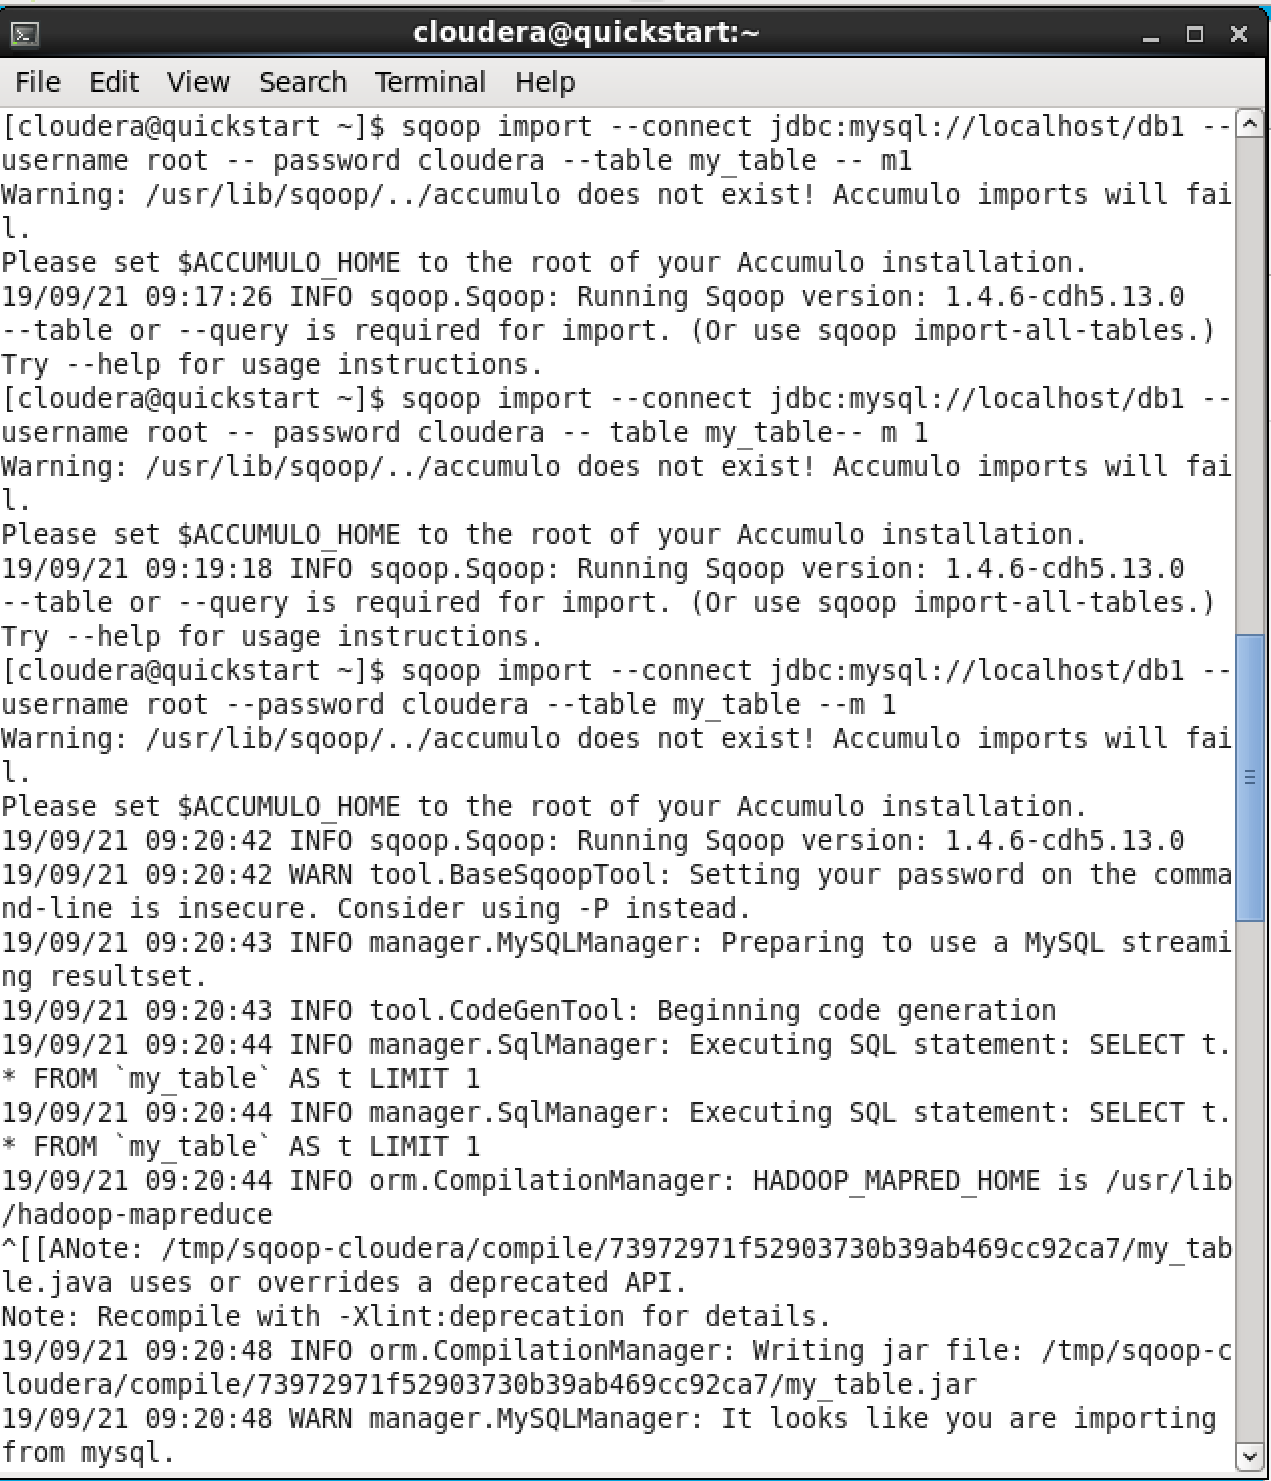 cloudera@quickstart:~
File Edit View Search Terminal Help
[cloudera@quickstart ~]$ sqoop import --connect jdbc:mysql://localhost/db1 --
username root -- password cloudera --table my_table -- m1
Warning: /usr/lib/sqoop/../accumulo does not exist! Accumulo imports will fai
l.
Please set $ACCUMULO_HOME to the root of your Accumulo installation.
19/09/21 09:17:26 INFO sqoop.Sqoop: Running Sqoop version: 1.4.6-cdh5.13.0
--table or --query is required for import. (Or use sqoop import-all-tables.)
Try --help for usage instructions.
[cloudera@quickstart ~]$ sqoop import --connect jdbc:mysql://localhost/db1 --
username root -- password cloudera -- table my_table-- m 1
Warning: /usr/lib/sqoop/../accumulo does not exist! Accumulo imports will fai
l.
Please set $ACCUMULO_HOME to the root of your Accumulo installation.
19/09/21 09:19:18 INFO sqoop.Sqoop: Running Sqoop version: 1.4.6-cdh5.13.0
--table or --query is required for import. (Or use sqoop import-all-tables.)
Try --help for usage instructions.
[cloudera@quickstart ~]$ sqoop import --connect jdbc:mysql://localhost/db1 --
username root --password cloudera --table my_table --m 1
Warning: /usr/lib/sqoop/../accumulo does not exist! Accumulo imports will fai
l.
Please set $ACCUMULO_HOME to the root of your Accumulo installation.
19/09/21 09:20:42 INFO sqoop.Sqoop: Running Sqoop version: 1.4.6-cdh5.13.0
19/09/21 09:20:42 WARN tool.BaseSqoopTool: Setting your password on the comma
nd-line is insecure. Consider using -P instead.
19/09/21 09:20:43 INFO manager.MySQLManager: Preparing to use a MySQL streami
ng resultset.
19/09/21 09:20:43 INFO tool.CodeGenTool: Beginning code generation
19/09/21 09:20:44 INFO manager.SqlManager: Executing SQL statement: SELECT t.
* FROM `my_table` AS t LIMIT 1
19/09/21 09:20:44 INFO manager.SqlManager: Executing SQL statement: SELECT t.
* FROM `my_table` AS t LIMIT 1
19/09/21 09:20:44 INFO orm.CompilationManager: HADOOP_MAPRED_HOME is /usr/lib
/hadoop-mapreduce
^[[ANote: /tmp/sqoop-cloudera/compile/73972971f52903730b39ab469cc92ca7/my_tab
le.java uses or overrides a deprecated API.
Note: Recompile with -Xlint:deprecation for details.
19/09/21 09:20:48 INFO orm.CompilationManager: Writing jar file: /tmp/sqoop-c
loudera/compile/73972971f52903730b39ab469cc92ca7/my_table.jar
19/09/21 09:20:48 WARN manager.MySQLManager: It looks like you are importing
from mysql.